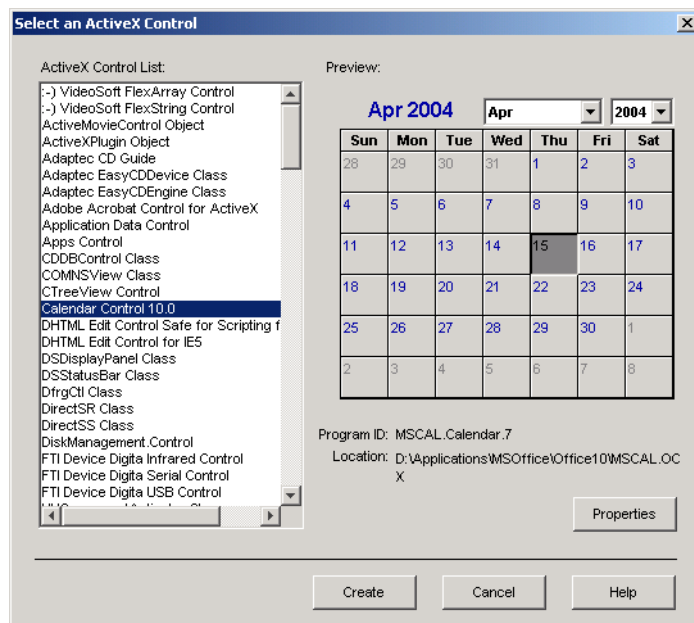 Select an ActiveX Control
ActiveX Control List:
:-) VideoSoft FlexArray Control
:-) VideoSoft FlexString Control
ActiveMovieControl Object
ActiveXPlugin Object
Adaptec CD Guide
Adaptec EasyCDDevice Class
Adaptec EasyCDEngine Class
Adobe Acrobat Control for ActiveX
Application Data Control
Apps Control
CDDBControl Class
COMNSView Class
CTreeView Control
Calendar Control 10.0
DHTML Edit Control Safe for Scripting f
DHTML Edit Control for IE5
DSDisplayPanel Class
DSStatusBar Class
DfrgCtl Class
DirectSR Class
DirectSS Class
DiskManagement.Control
FTI Device Digita Infrared Control
FTI Device Digita Serial Control
FTI Device Digita USB Control
Preview:
Apr 2004 Apr 2004
Sun Mon Tue Wed Thu Fri Sat
28 29 30 31 1 2 3
4 5 6 7 8 9 10
11 12 13 14 15 16 17
18 19 20 21 22 23 24
25 26 27 28 29 30 1
2 3 4 5 6 7 8
Program ID: MSCAL.Calendar.7
Location: D:\Applications\MSOffice\Office10\MSCAL.OC
X
Properties
Create Cancel Help